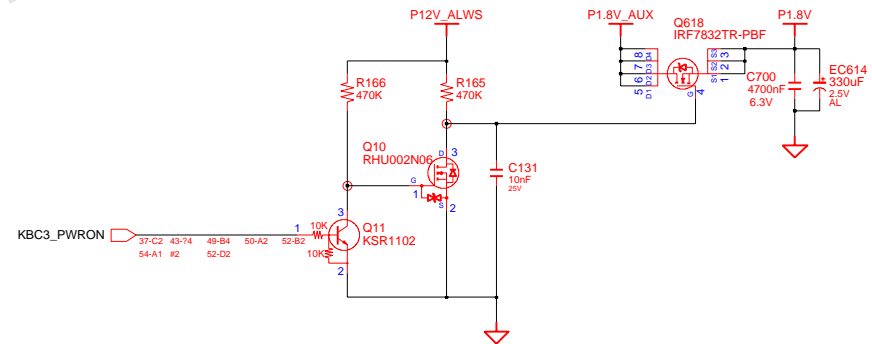 P12V_ALWS
P1.8V_AUX
Q618
IRF7832TR-PBF
P1.8V
R166
470K
R165
470K
8 D4
7 D3
6 D2
5 D1
S3 3
S2 2
S1 1
G
4
C700
4700nF
6.3V
EC614
330uF
2.5V
AL
Q10
RHU002N06
D 3
G
1
S
2
C131
10nF
25V
KBC3_PWRON
37-C2 43-?4 49-B4 50-A2 52-B2
54-A1 #2 52-D2
1
10K
10K
3
Q11
KSR1102
2